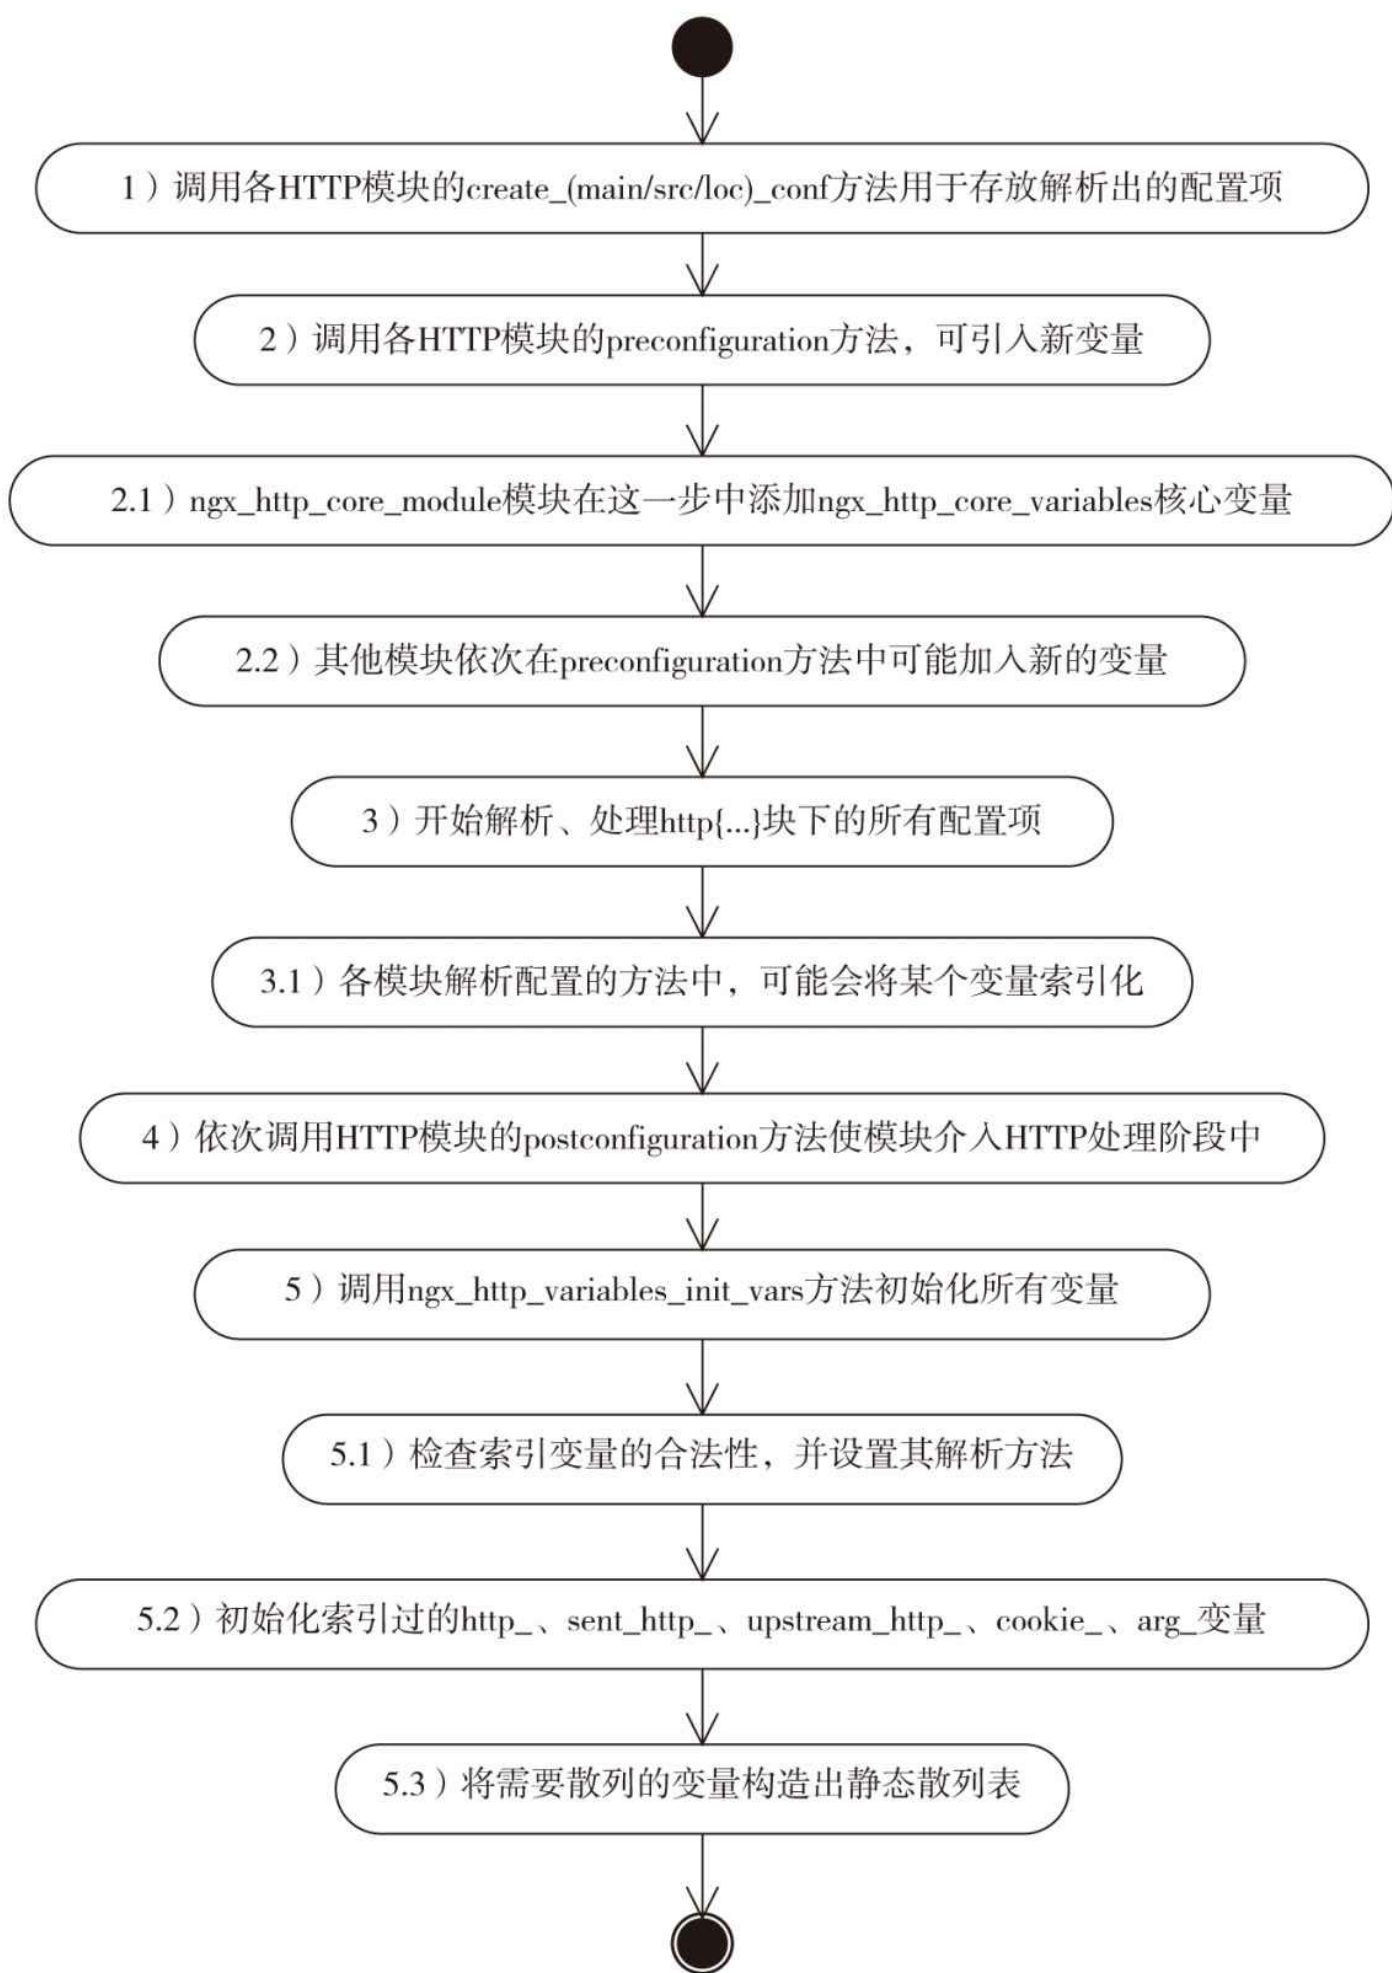 1）调用各HTTP模块的create_(main/src/loc)_conf方法用于存放解析出的配置项
2）调用各HTTP模块的preconfiguration方法，可引入新变量
2.1）ngx_http_core_module模块在这一步中添加ngx_http_core_variables核心变量
2.2）其他模块依次在preconfiguration方法中可能加入新的变量
3）开始解析、处理http{...}块下的所有配置项
3.1）各模块解析配置的方法中，可能会将某个变量索引化
4）依次调用HTTP模块的postconfiguration方法使模块介入HTTP处理阶段中
5）调用ngx_http_variables_init_vars方法初始化所有变量
5.1）检查索引变量的合法性，并设置其解析方法
5.2）初始化索引过的http_、sent_http_、upstream_http_、cookie_、arg_变量
5.3）将需要散列的变量构造出静态散列表